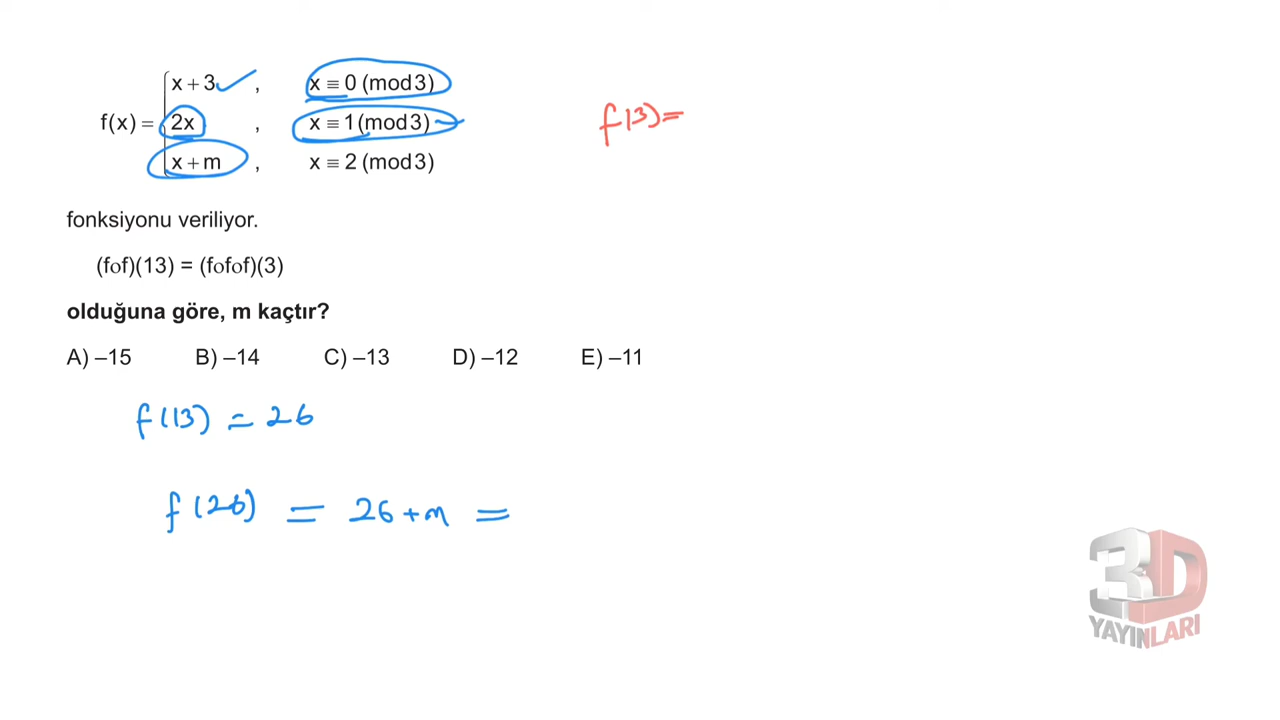 x + 3 , x ≡ 0 (mod 3)
f(x) = 2x , x ≡ 1 (mod 3)
x + m , x ≡ 2 (mod 3)
f(3)=
fonksiyonu veriliyor.
(fof)(13) = (fofof)(3)
olduğuna göre, m kaçtır?
A) –15 B) –14 C) –13 D) –12 E) –11
f(13) = 26
f(26) = 26+m =
3D
YAYINLARI